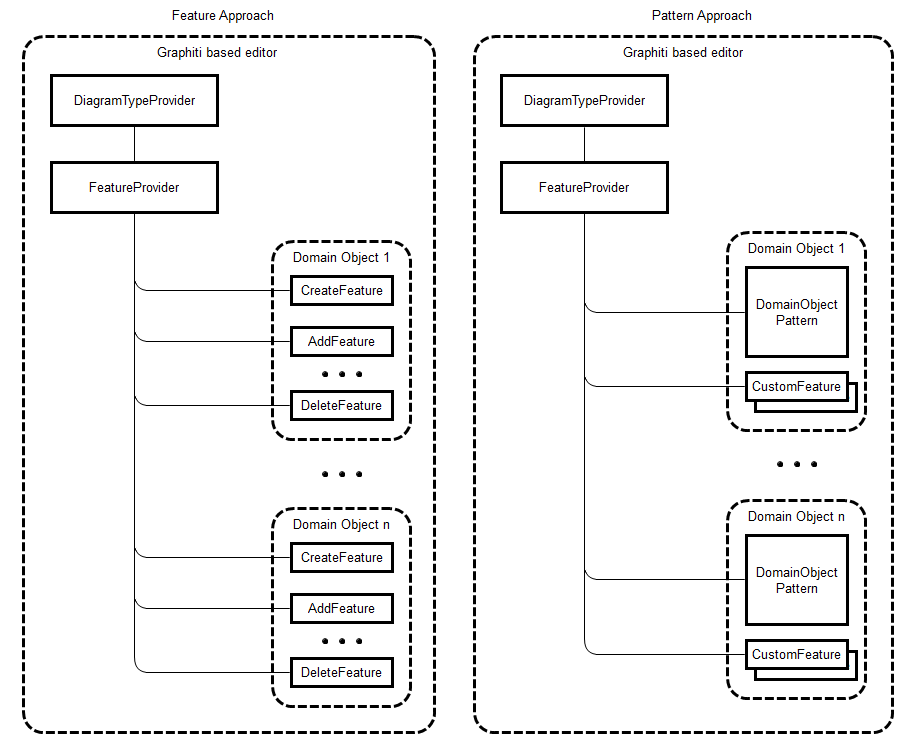 Feature Approach
Graphiti based editor
DiagramTypeProvider
FeatureProvider
Domain Object 1
CreateFeature
AddFeature
DeleteFeature
Domain Object n
CreateFeature
AddFeature
DeleteFeature
Pattern Approach
Graphiti based editor
DiagramTypeProvider
FeatureProvider
Domain Object 1
DomainObject
Pattern
CustomFeature
Domain Object n
DomainObject
Pattern
CustomFeature